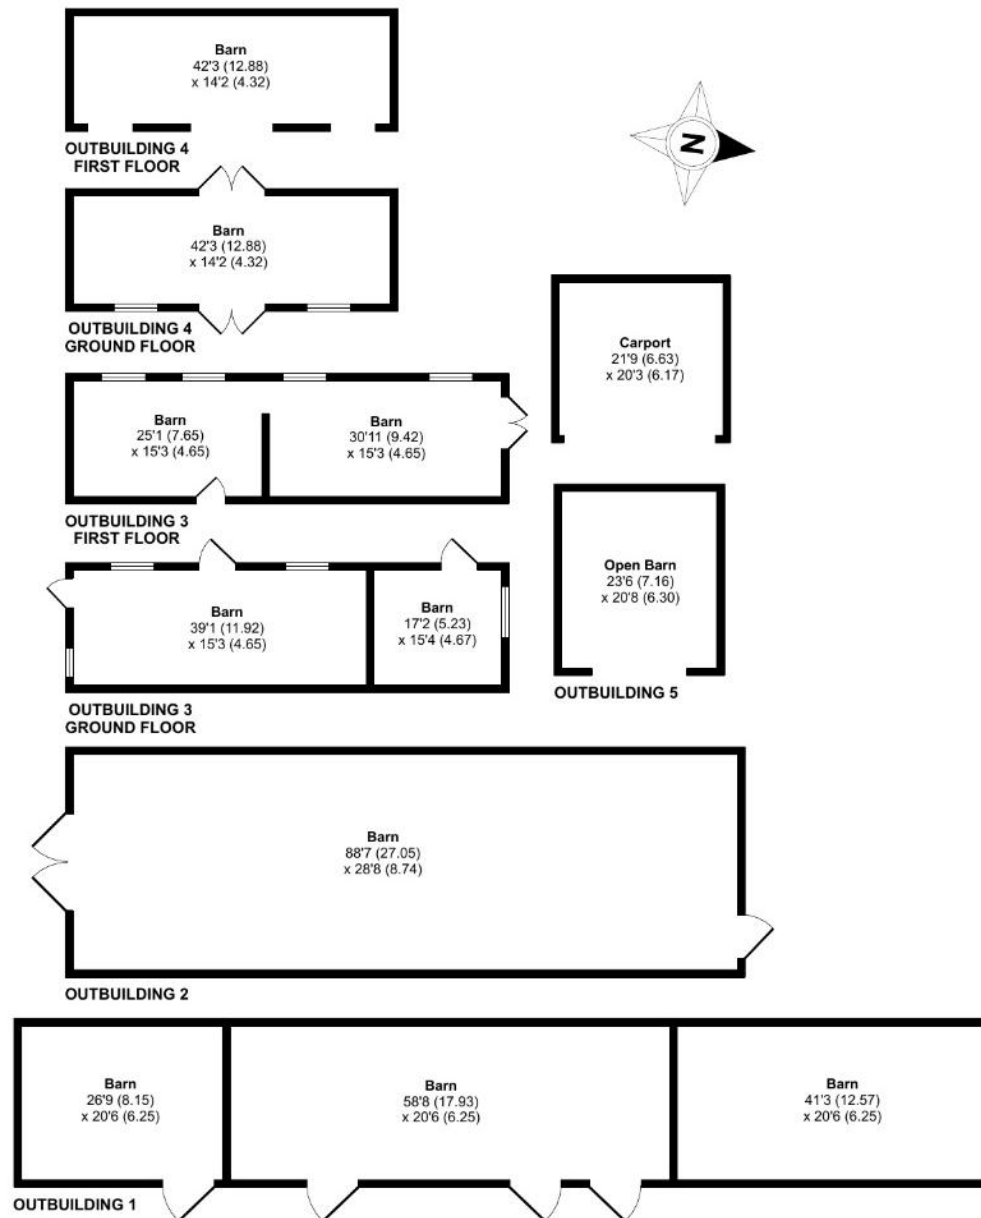 Barn
42'3 (12.88)
x 14'2 (4.32)
OUTBUILDING 4
FIRST FLOOR
N
Barn
42'3 (12.88)
x 14'2 (4.32)
OUTBUILDING 4
GROUND FLOOR
Carport
21'9 (6.63)
x 20'3 (6.17)
Barn
25'1 (7.65)
x 15'3 (4.65)
Barn
30'11 (9.42)
x 15'3 (4.65)
OUTBUILDING 3
FIRST FLOOR
Open Barn
23'6 (7.16)
x 20'8 (6.30)
OUTBUILDING 5
Barn
39'1 (11.92)
x 15'3 (4.65)
Barn
17'2 (5.23)
x 15'4 (4.67)
OUTBUILDING 3
GROUND FLOOR
Barn
88'7 (27.05)
x 28'8 (8.74)
OUTBUILDING 2
Barn
26'9 (8.15)
x 20'6 (6.25)
Barn
58'8 (17.93)
x 20'6 (6.25)
Barn
41'3 (12.57)
x 20'6 (6.25)
OUTBUILDING 1